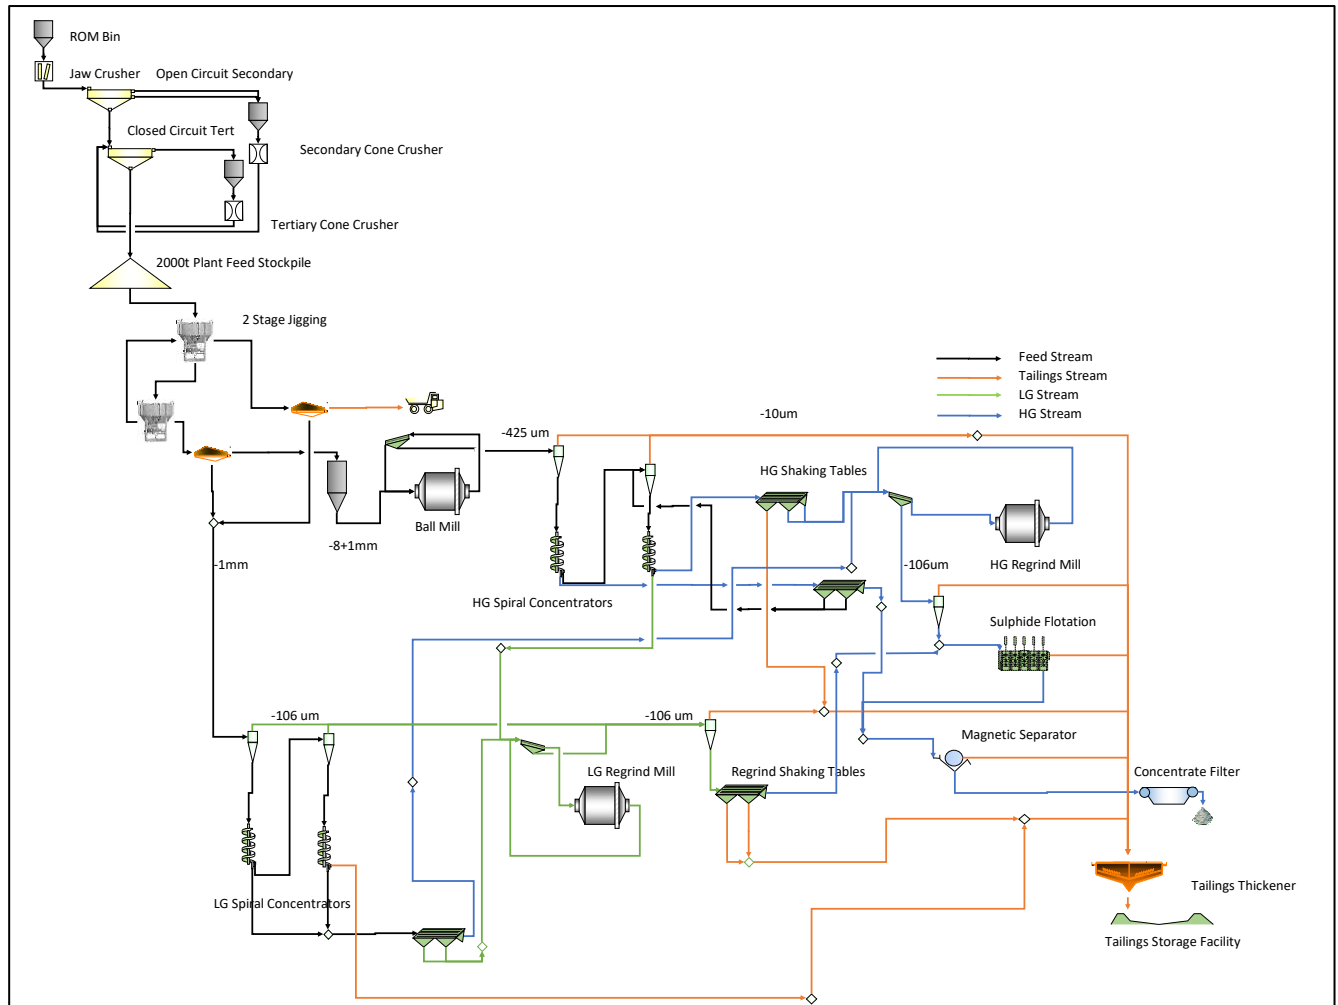 ROM Bin
Jaw Crusher
Open Circuit Secondary
Closed Circuit Tert
Secondary Cone Crusher
Tertiary Cone Crusher
2000t Plant Feed Stockpile
2 Stage Jigging
Feed Stream
Tailings Stream
LG Stream
HG Stream
-10um
-425 um
HG Shaking Tables
Ball Mill
-8+1mm
-1mm
HG Regrind Mill
-106um
HG Spiral Concentrators
Sulphide Flotation
-106 um
-106 um
Magnetic Separator
LG Regrind Mill
Regrind Shaking Tables
Concentrate Filter
Tailings Thickener
LG Spiral Concentrators
Tailings Storage Facility